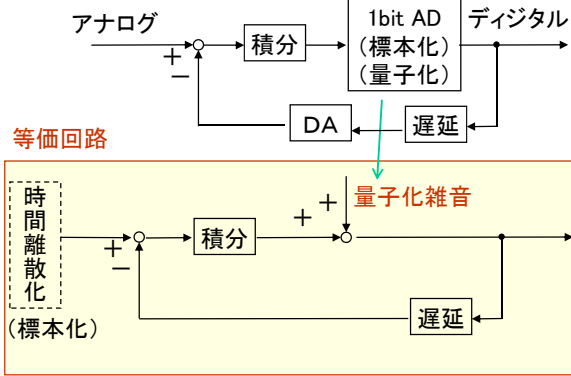 アナログ
+
−
積分
1bit AD
(標本化)
(量子化)
ディジタル
DA
遅延
等価回路
時間離散化
(標本化)
+
−
積分
+
+
量子化雑音
遅延